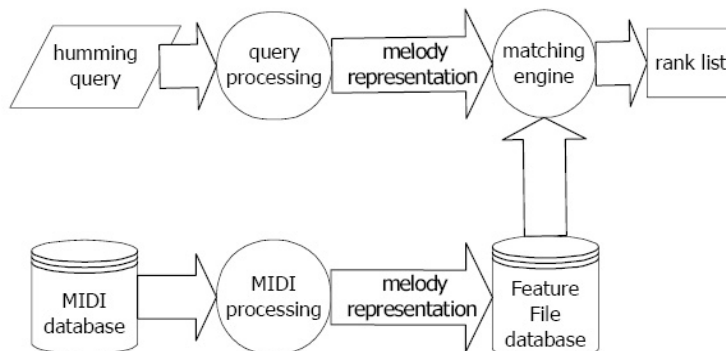 humming
query
query
processing
melody
representation
matching
engine
rank list
MIDI
database
MIDI
processing
melody
representation
Feature
File
database